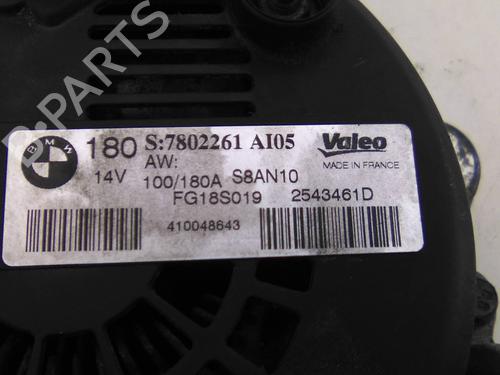 B-PARTS
BMW
180 S:7802261 AI05 Valeo
AW: MADE IN FRANCE
14V 100/180A S8AN10
FG18S019 2543461D
410048643